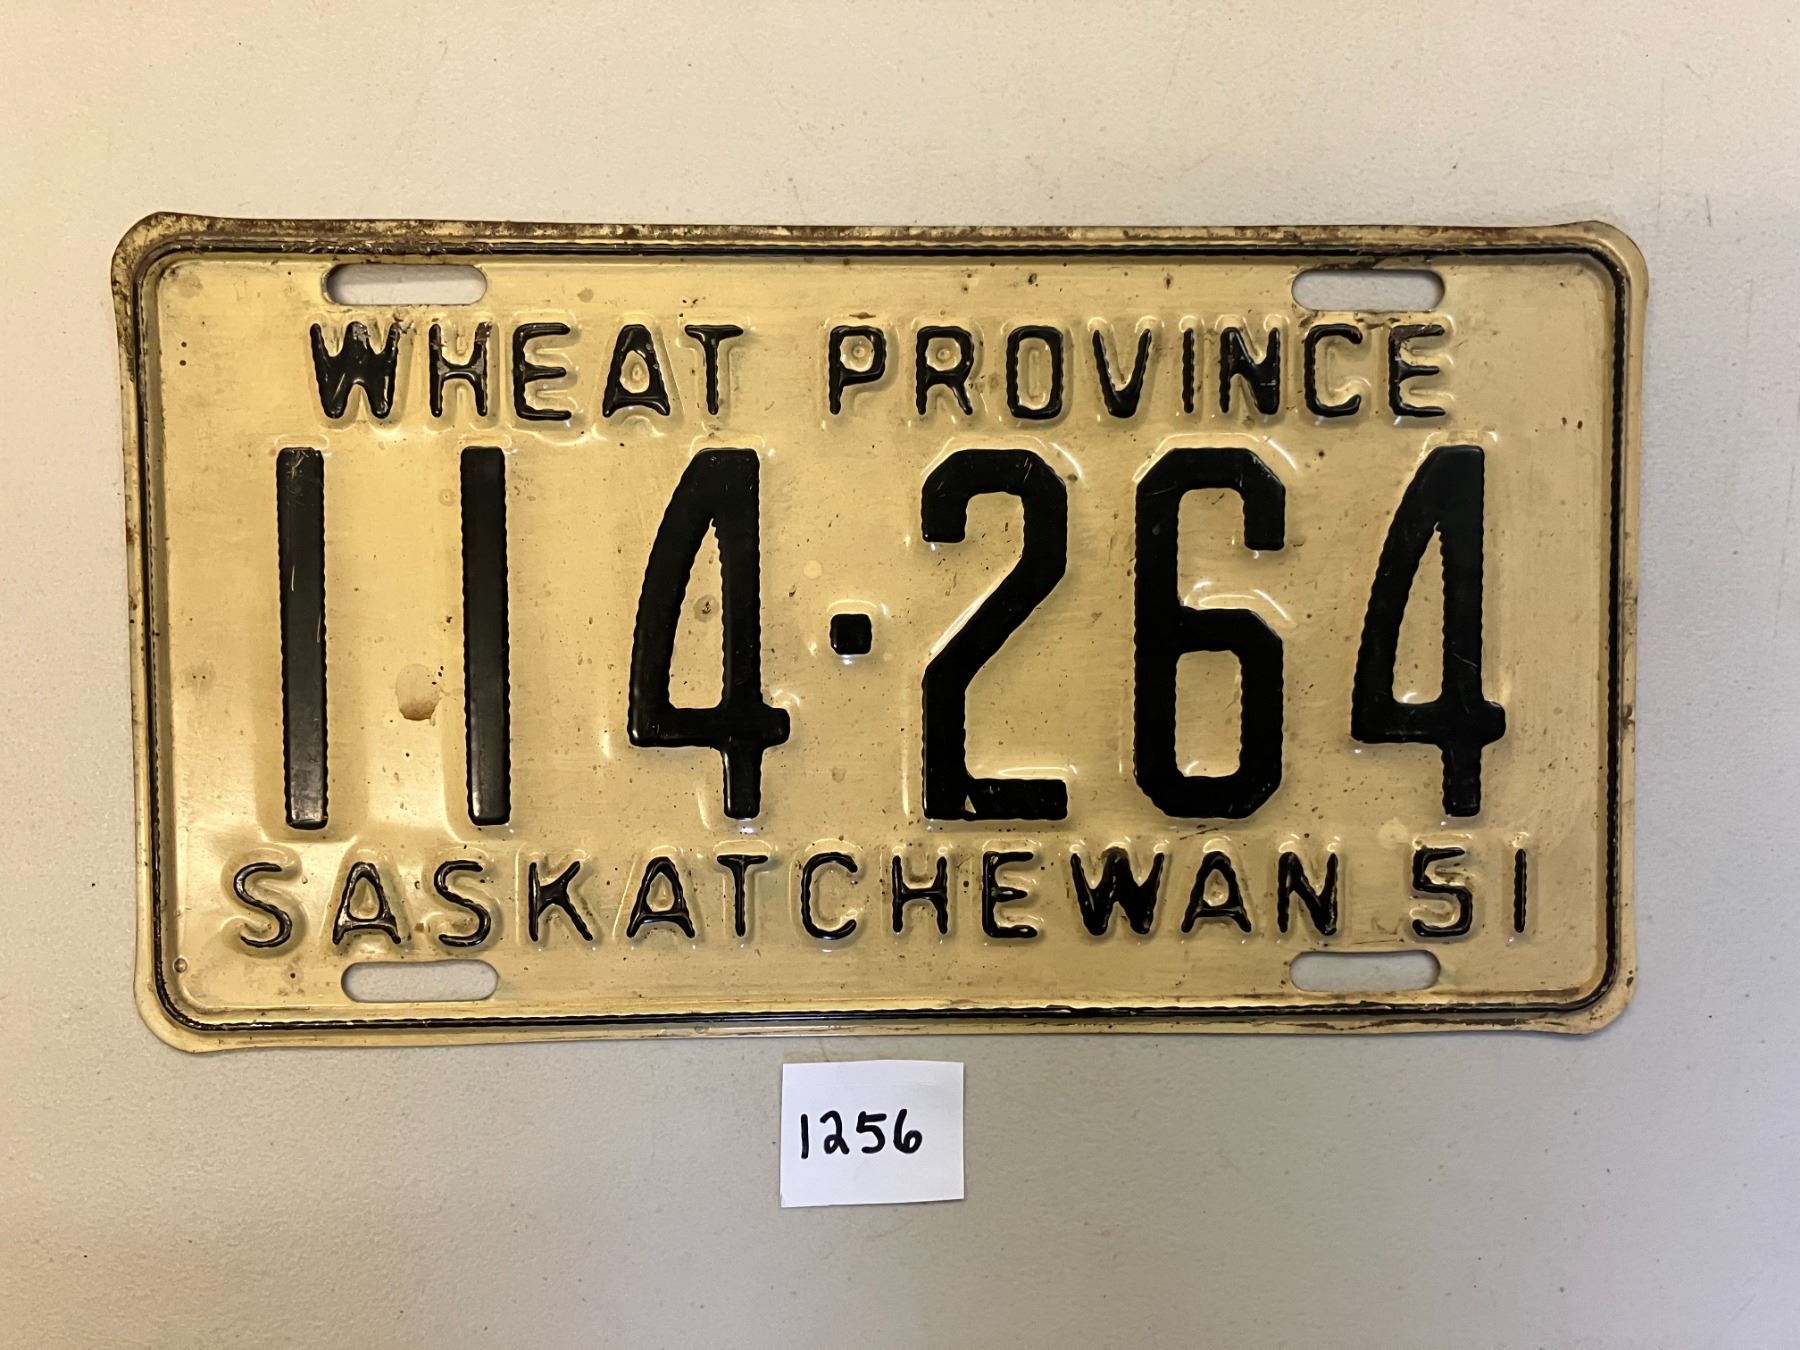 WHEAT PROVINCE
114·264
SASKATCHEWAN 51
1256